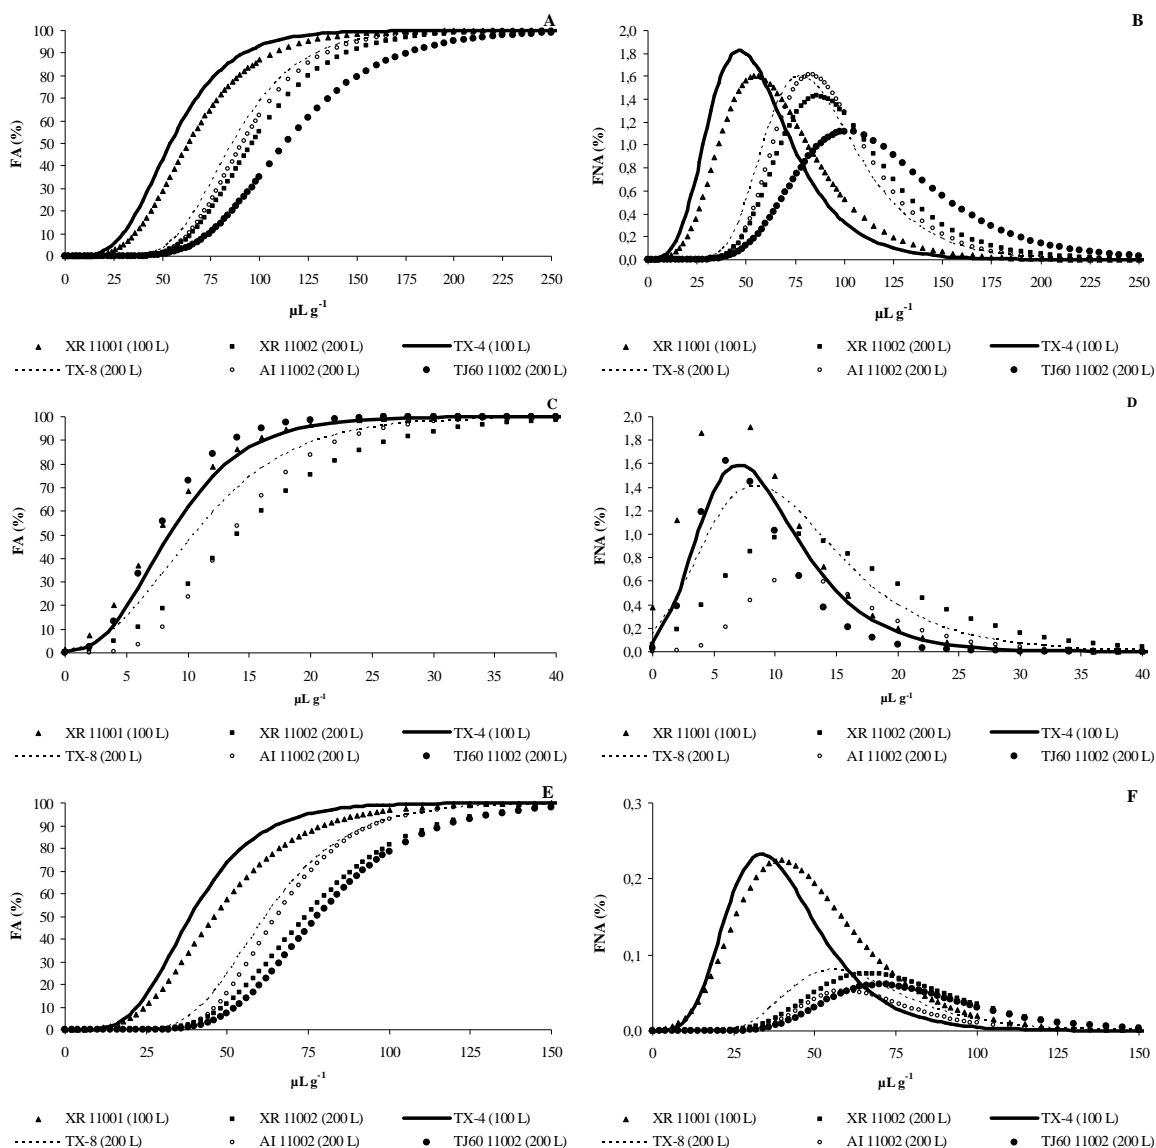 A
100
90
80
70
60
50
40
30
20
10
0
FA (%)
0 25 50 75 100 125 150 175 200 225 250
µL g-1
XR 11001 (100 L) XR 11002 (200 L) TX-4 (100 L)
TX-8 (200 L) AI 11002 (200 L) TJ60 11002 (200 L)
B
2,0
1,8
1,6
1,4
1,2
1,0
0,8
0,6
0,4
0,2
0,0
FNA (%)
0 25 50 75 100 125 150 175 200 225 250
µL g-1
XR 11001 (100 L) XR 11002 (200 L) TX-4 (100 L)
TX-8 (200 L) AI 11002 (200 L) TJ60 11002 (200 L)
C
100
90
80
70
60
50
40
30
20
10
0
FA (%)
0 5 10 15 20 25 30 35 40
µL g-1
XR 11001 (100 L) XR 11002 (200 L) TX-4 (100 L)
TX-8 (200 L) AI 11002 (200 L) TJ60 11002 (200 L)
D
2,0
1,8
1,6
1,4
1,2
1,0
0,8
0,6
0,4
0,2
0,0
FNA (%)
0 5 10 15 20 25 30 35 40
µL g-1
XR 11001 (100 L) XR 11002 (200 L) TX-4 (100 L)
TX-8 (200 L) AI 11002 (200 L) TJ60 11002 (200 L)
E
100
90
80
70
60
50
40
30
20
10
0
FA (%)
0 25 50 75 100 125 150
µL g-1
XR 11001 (100 L) XR 11002 (200 L) TX-4 (100 L)
TX-8 (200 L) AI 11002 (200 L) TJ60 11002 (200 L)
F
0,3
0,2
0,1
0,0
FNA (%)
0 25 50 75 100 125 150
µL g-1
XR 11001 (100 L) XR 11002 (200 L) TX-4 (100 L)
TX-8 (200 L) AI 11002 (200 L) TJ60 11002 (200 L)